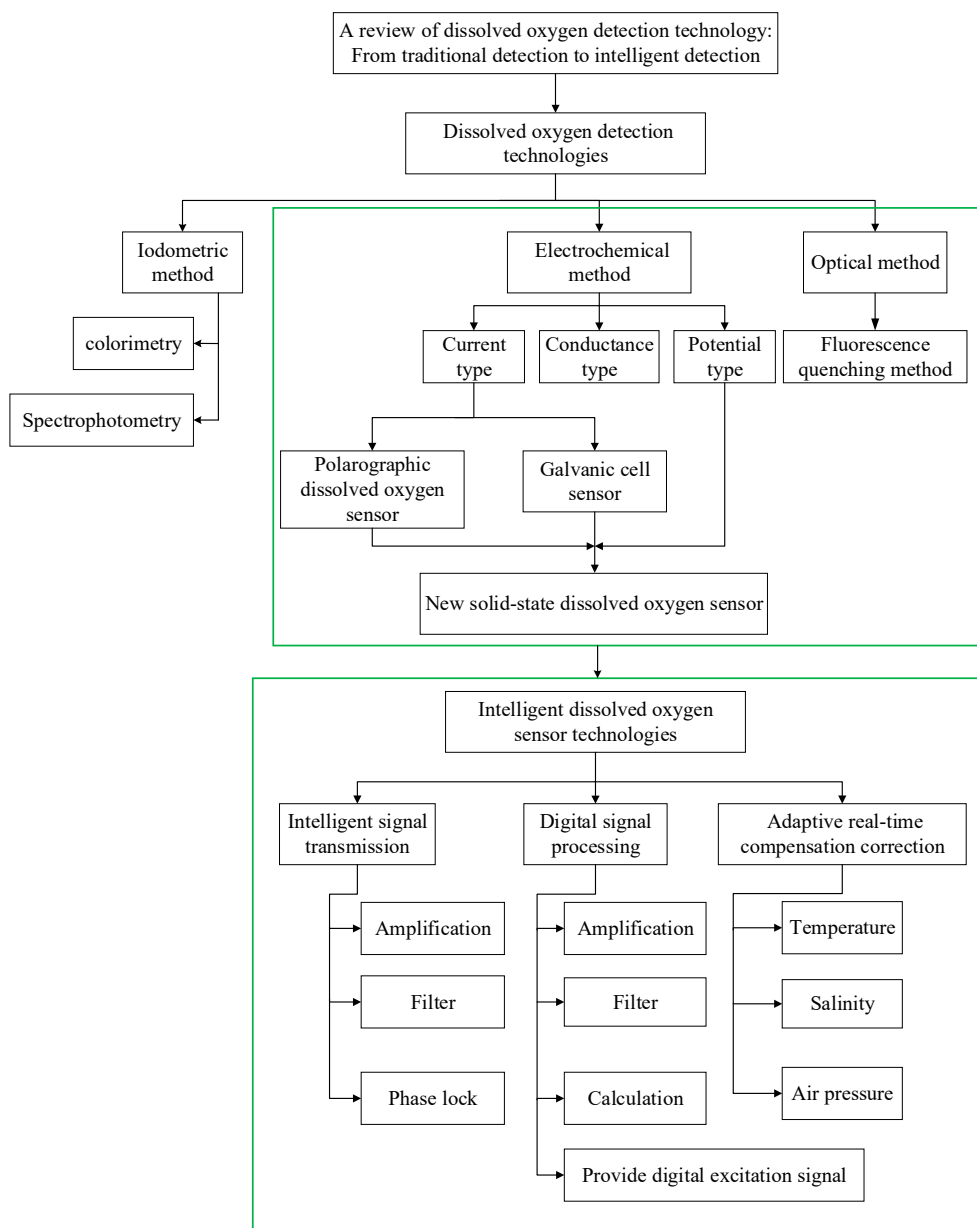 A review of dissolved oxygen detection technology:
From traditional detection to intelligent detection
Dissolved oxygen detection
technologies
Iodometric
method
Electrochemical
method
Optical method
colorimetry
Spectrophotometry
Current
type
Conductance
type
Potential
type
Fluorescence
quenching method
Polarographic
dissolved oxygen
sensor
Galvanic cell
sensor
New solid-state dissolved oxygen sensor
Intelligent dissolved oxygen
sensor technologies
Intelligent signal
transmission
Digital signal
processing
Adaptive real-time
compensation correction
Amplification
Filter
Phase lock
Amplification
Filter
Calculation
Provide digital excitation signal
Temperature
Salinity
Air pressure